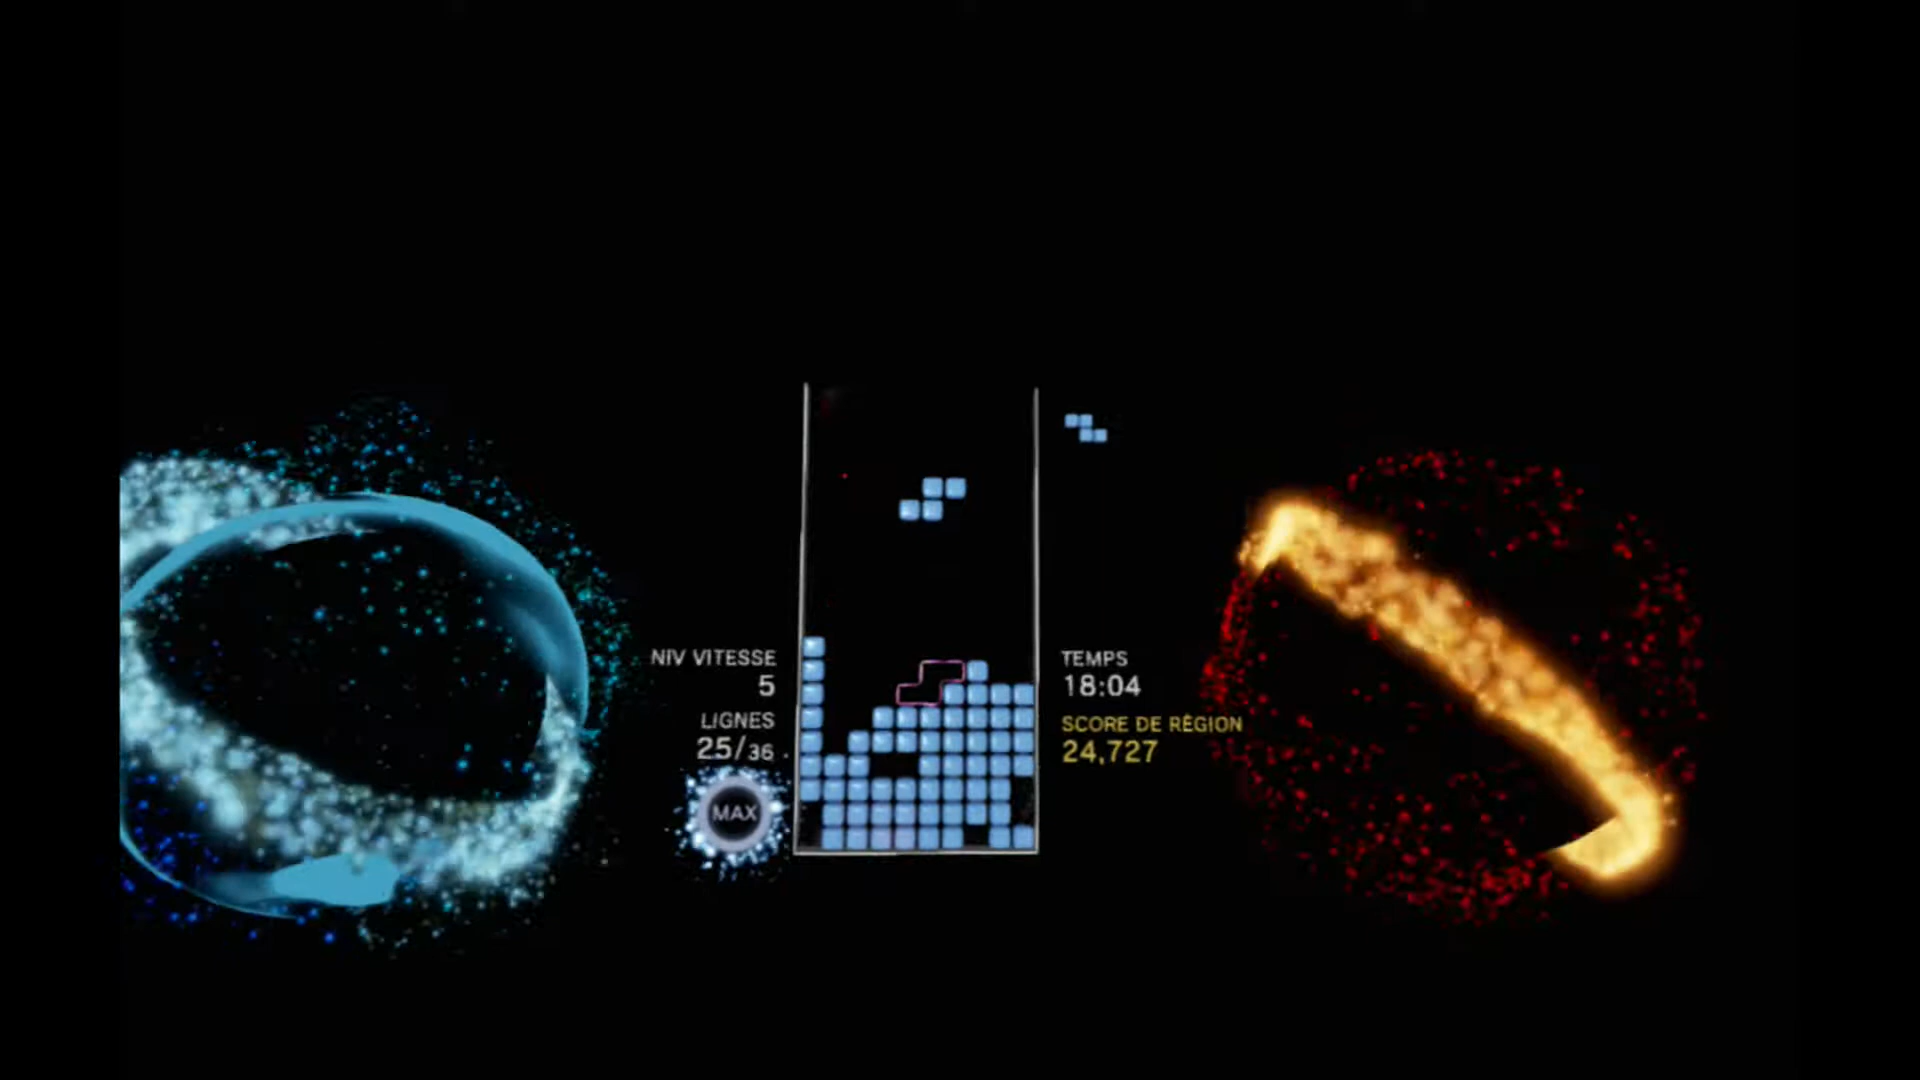 NIV VITESSE
5
LIGNES
25/36
MAX
TEMPS
18:04
SCORE DE RÉGION
24,727